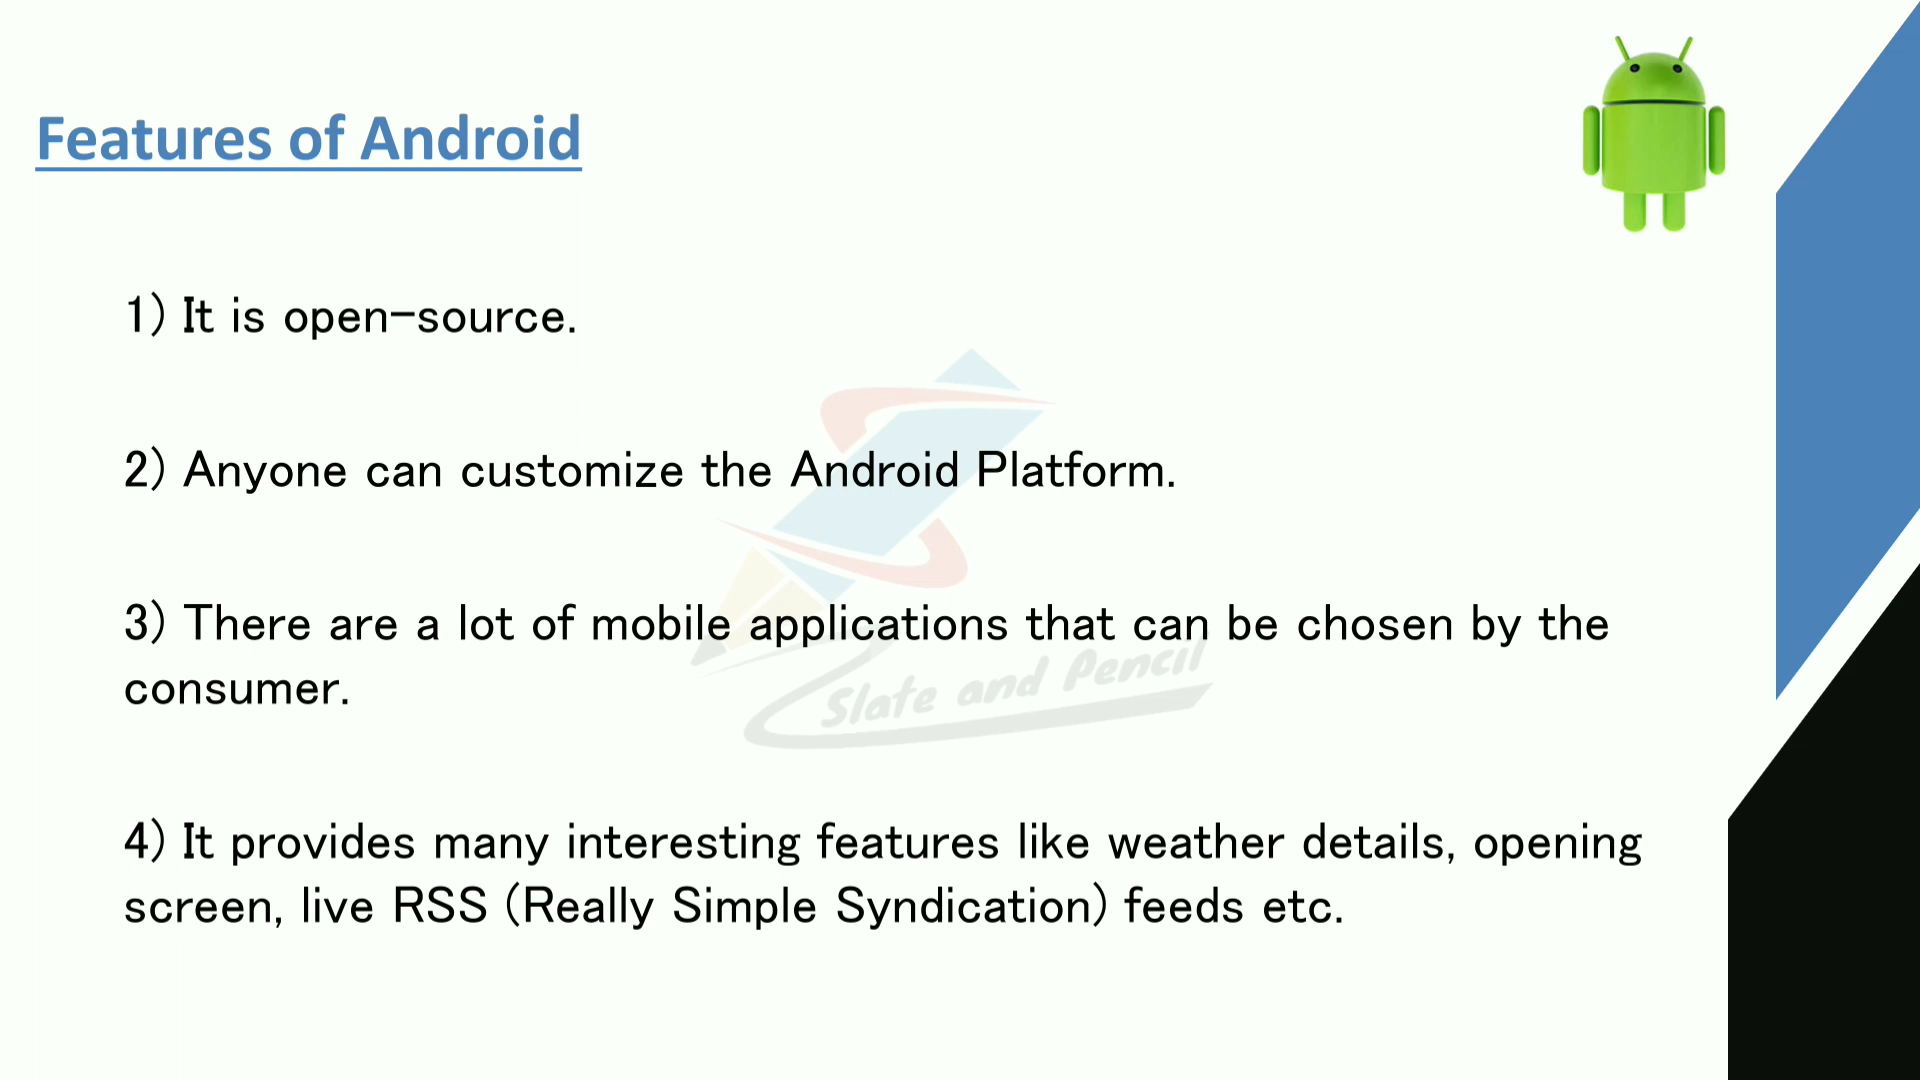 Features of Android
1) It is open-source.
2) Anyone can customize the Android Platform.
3) There are a lot of mobile applications that can be chosen by the
consumer.
Slate and Pencil
4) It provides many interesting features like weather details, opening
screen, live RSS (Really Simple Syndication) feeds etc.